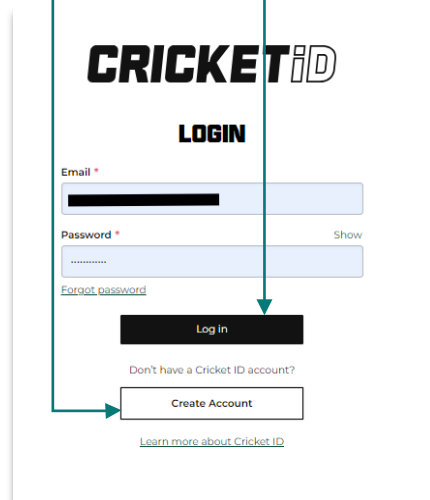 CRICKETiD
LOGIN
Email *
Password *
Show
............
Forgot password
Log in
Don't have a Cricket ID account?
Create Account
Learn more about Cricket ID